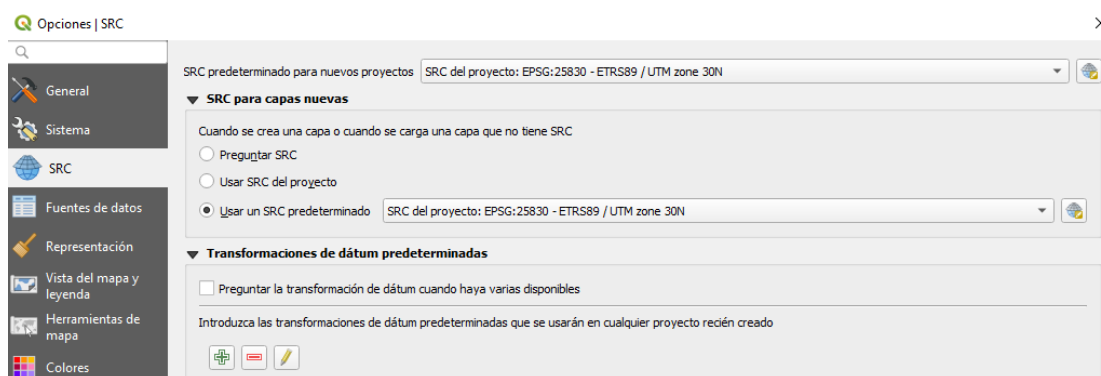 Opciones | SRC
General
Sistema
SRC
Fuentes de datos
Representación
Vista del mapa y
leyenda
Herramientas de
mapa
Colores
SRC predeterminado para nuevos proyectos SRC del proyecto: EPSG:25830 - ETRS89 / UTM zone 30N
SRC para capas nuevas
Cuando se crea una capa o cuando se carga una capa que no tiene SRC
Preguntar SRC
Usar SRC del proyecto
Usar un SRC predeterminado SRC del proyecto: EPSG:25830 - ETRS89 / UTM zone 30N
Transformaciones de dátum predeterminadas
Preguntar la transformación de dátum cuando haya varias disponibles
Introduzca las transformaciones de dátum predeterminadas que se usarán en cualquier proyecto recién creado